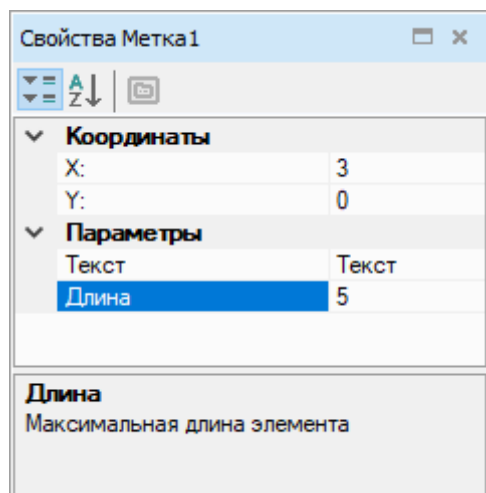 Свойства Метка1
Координаты
X: 3
Y: 0
Параметры
Текст Текст
Длина 5
Длина
Максимальная длина элемента